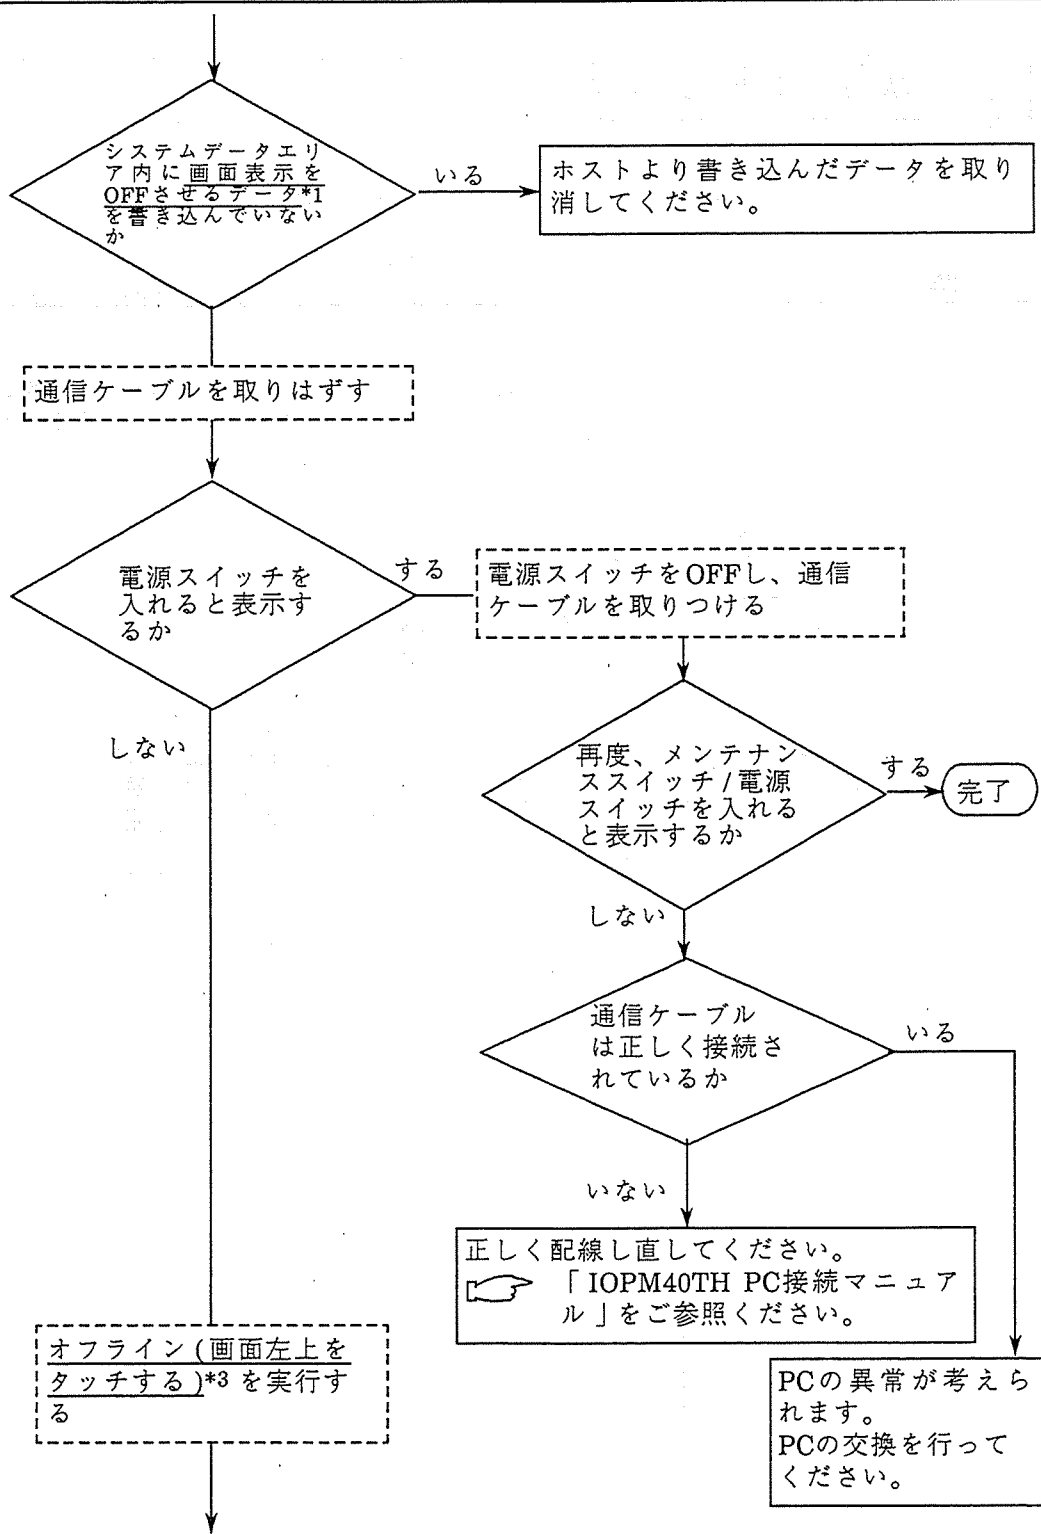 システムデータエリ
ア内に画面表示を
OFFさせるデータ*1
を書き込んでいない
か
いる
ホストより書き込んだデータを取り
消してください。
通信ケーブルを取りはずす
電源スイッチを
入れると表示す
るか
する
電源スイッチをOFFし、通信
ケーブルを取りつける
しない
再度、メンテナン
ススイッチ/電源
スイッチを入れる
と表示するか
する
完了
しない
通信ケーブル
は正しく接続さ
れているか
いる
いない
正しく配線し直してください。
「IOPM40TH PC接続マニュア
ル」をご参照ください。
オフライン(画面左上を
タッチする)*3 を実行す
る
PCの異常が考えら
れます。
PCの交換を行って
ください。